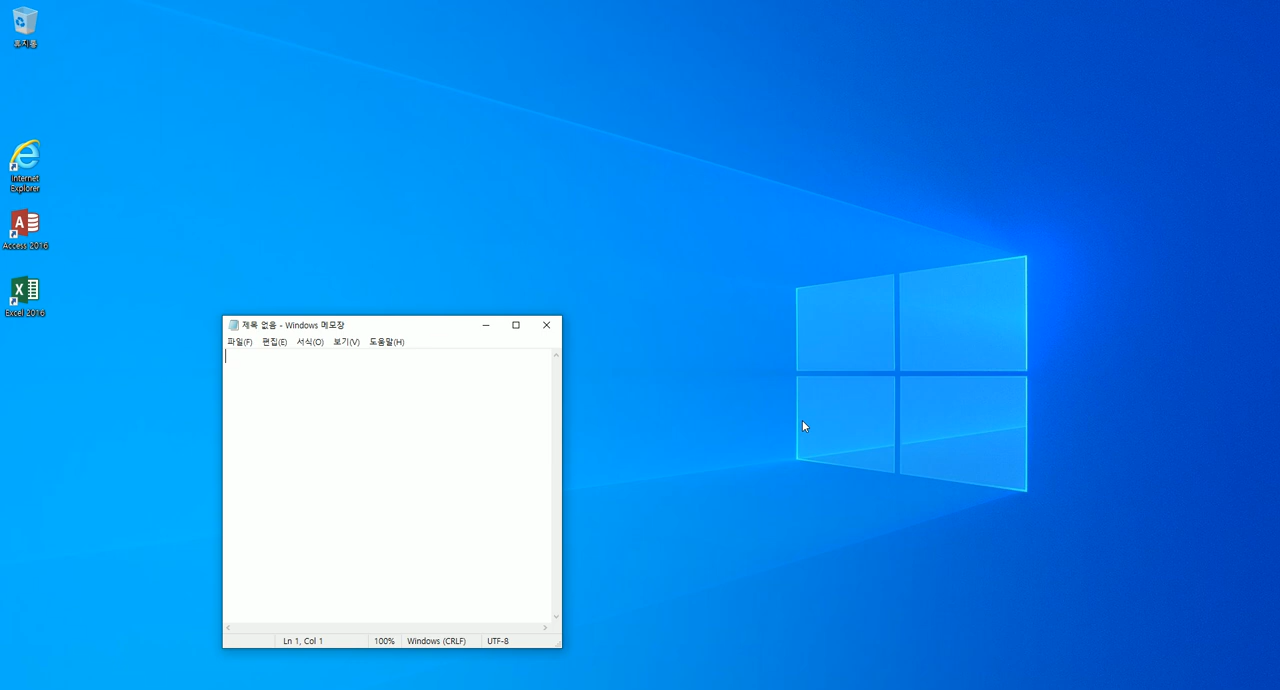 휴지통
Internet
Explorer
Access 2016
Excel 2016
제목 없음 - Windows 메모장
파일(F) 편집(E) 서식(O) 보기(V) 도움말(H)
Ln 1, Col 1 100% Windows (CRLF) UTF-8